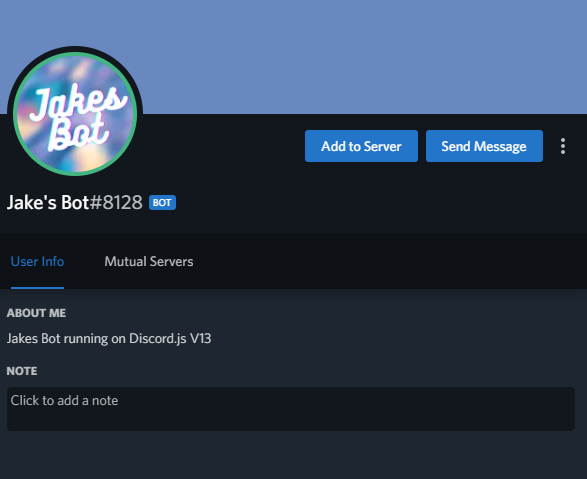 Jakes
Bot
Add to Server
Send Message
Jake's Bot#8128 BOT
User Info
Mutual Servers
ABOUT ME
Jakes Bot running on Discord.js V13
NOTE
Click to add a note